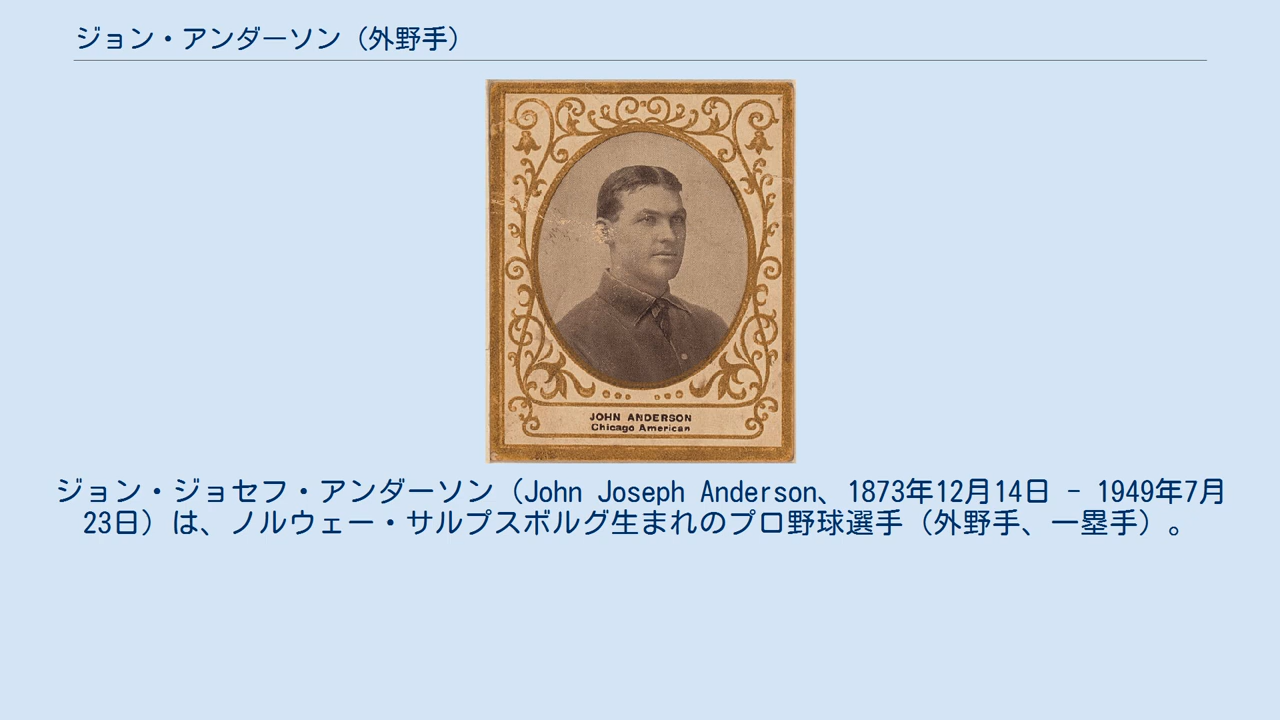 ジョン・アンダーソン（外野手）
JOHN ANDERSON
Chicago American
ジョン・ジョセフ・アンダーソン（John Joseph Anderson、1873年12月14日 - 1949年7月
23日）は、ノルウェー・サルプスボルグ生まれのプロ野球選手（外野手、一塁手）。